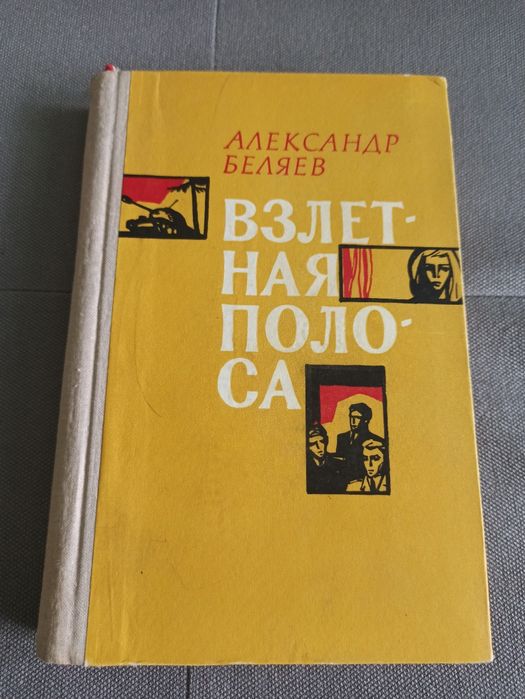 АЛЕКСАНДР
БЕЛЯЕВ
ВЗЛЕТ-
НАЯ
ПОЛО-
СА